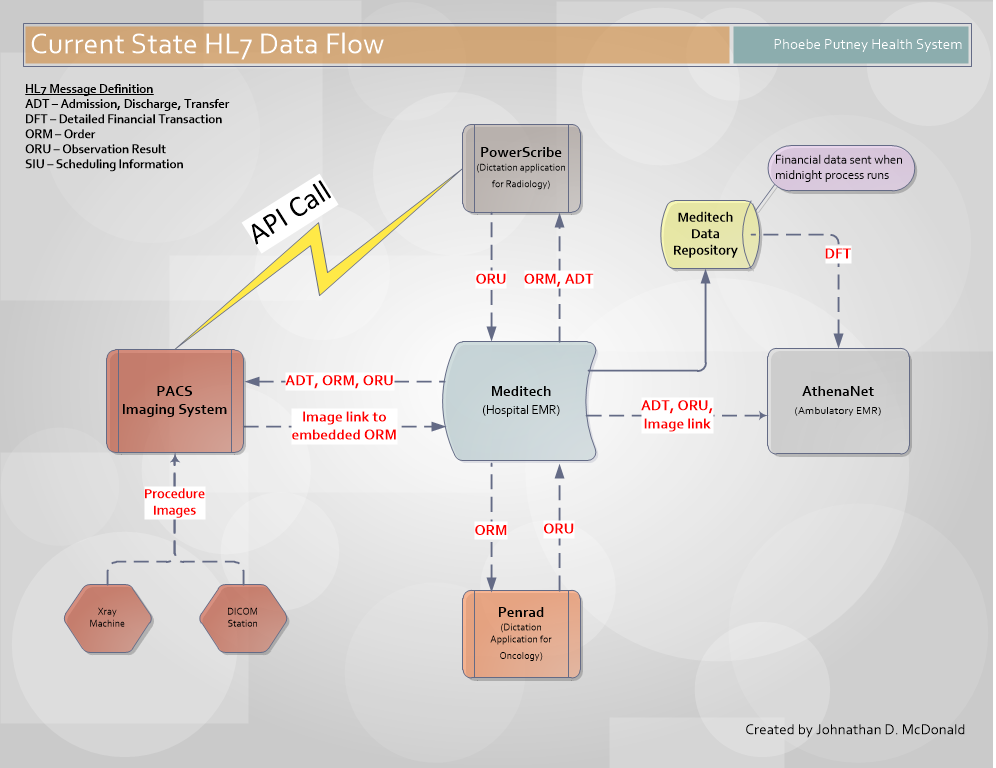 Current State HL7 Data Flow
Phoebe Putney Health System
HL7 Message Definition
ADT – Admission, Discharge, Transfer
DFT – Detailed Financial Transaction
ORM – Order
ORU – Observation Result
SIU – Scheduling Information
PowerScribe
(Dictation application
for Radiology)
Financial data sent when
midnight process runs
API Call
Meditech
Data
Repository
DFT
ORU
ORM, ADT
PACS
Imaging System
ADT, ORM, ORU
Image link to
embedded ORM
Meditech
(Hospital EMR)
ADT, ORU,
Image link
AthenaNet
(Ambulatory EMR)
Procedure
Images
ORM
ORU
Xray
Machine
DICOM
Station
Penrad
(Dictation
Application for
Oncology)
Created by Johnathan D. McDonald